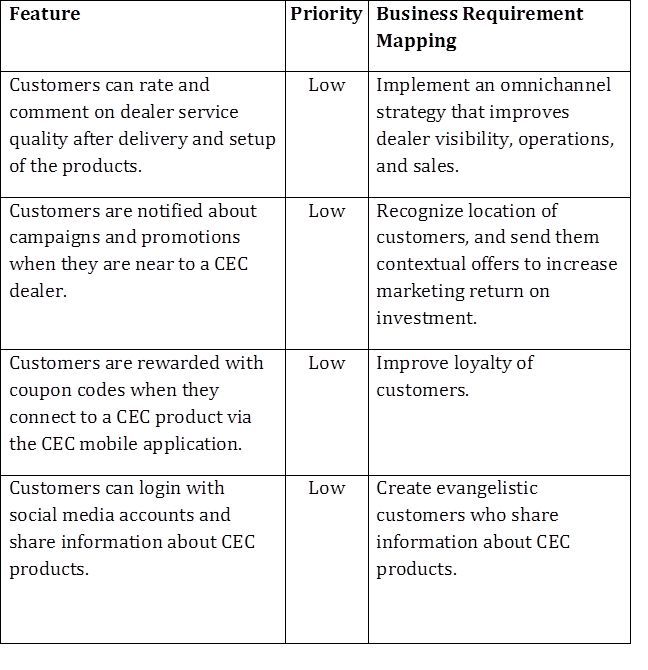 Feature
Priority
Business Requirement
Mapping
Customers can rate and
comment on dealer service
quality after delivery and setup
of the products.
Low
Implement an omnichannel
strategy that improves
dealer visibility, operations,
and sales.
Customers are notified about
campaigns and promotions
when they are near to a CEC
dealer.
Low
Recognize location of
customers, and send them
contextual offers to increase
marketing return on
investment.
Customers are rewarded with
coupon codes when they
connect to a CEC product via
the CEC mobile application.
Low
Improve loyalty of
customers.
Customers can login with
social media accounts and
share information about CEC
products.
Low
Create evangelistic
customers who share
information about CEC
products.